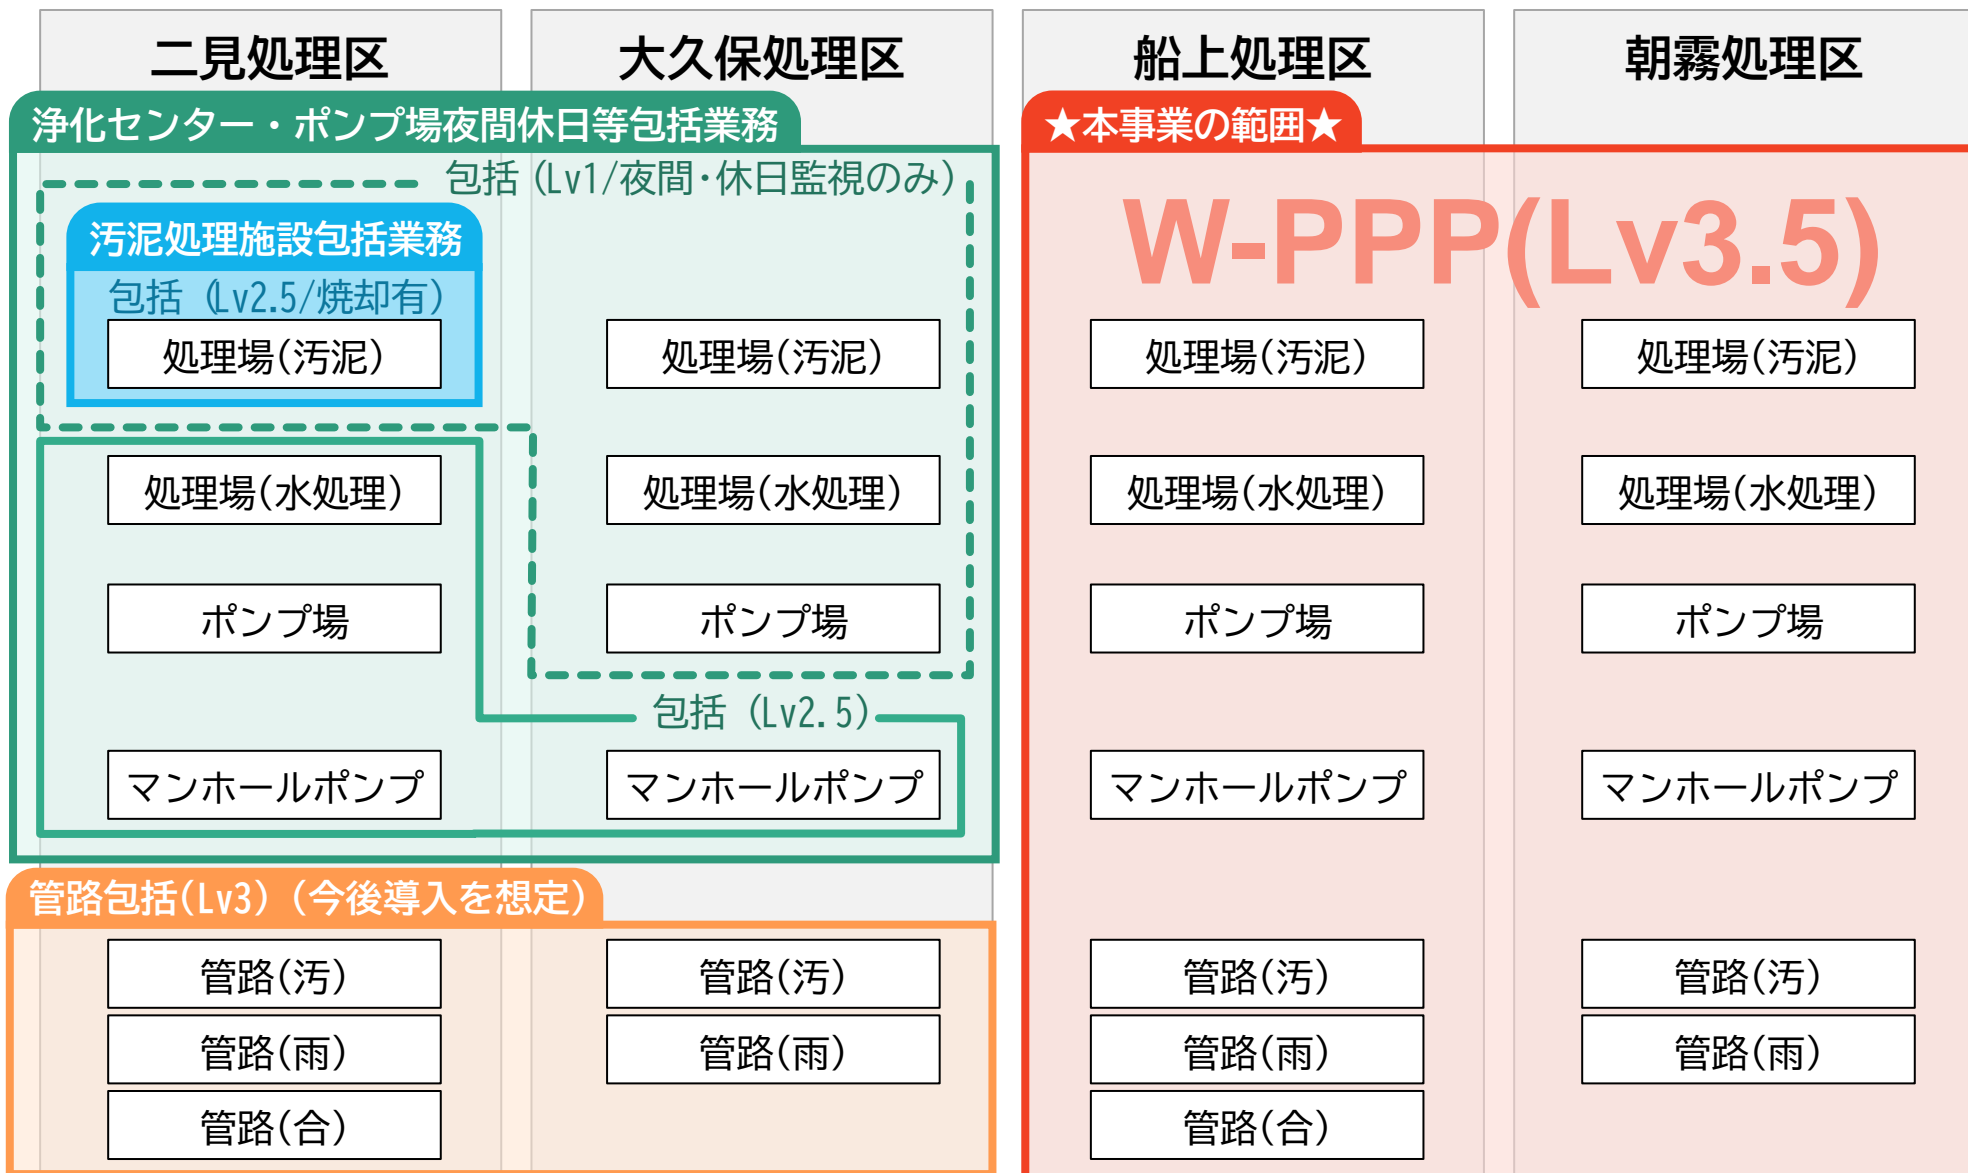 二見処理区
大久保処理区
船上処理区
朝霧処理区
浄化センター・ポンプ場夜間休日等包括業務
★本事業の範囲★
包括(Lv1/夜間・休日監視のみ)
W-PPP(Lv3.5)
汚泥処理施設包括業務
包括(Lv2.5/焼却有)
処理場(汚泥)
処理場(汚泥)
処理場(汚泥)
処理場(汚泥)
処理場(水処理)
処理場(水処理)
処理場(水処理)
処理場(水処理)
ポンプ場
ポンプ場
ポンプ場
ポンプ場
包括(Lv2.5)
マンホールポンプ
マンホールポンプ
マンホールポンプ
マンホールポンプ
管路包括(Lv3)(今後導入を想定)
管路(汚)
管路(汚)
管路(汚)
管路(汚)
管路(雨)
管路(雨)
管路(雨)
管路(雨)
管路(合)
管路(合)